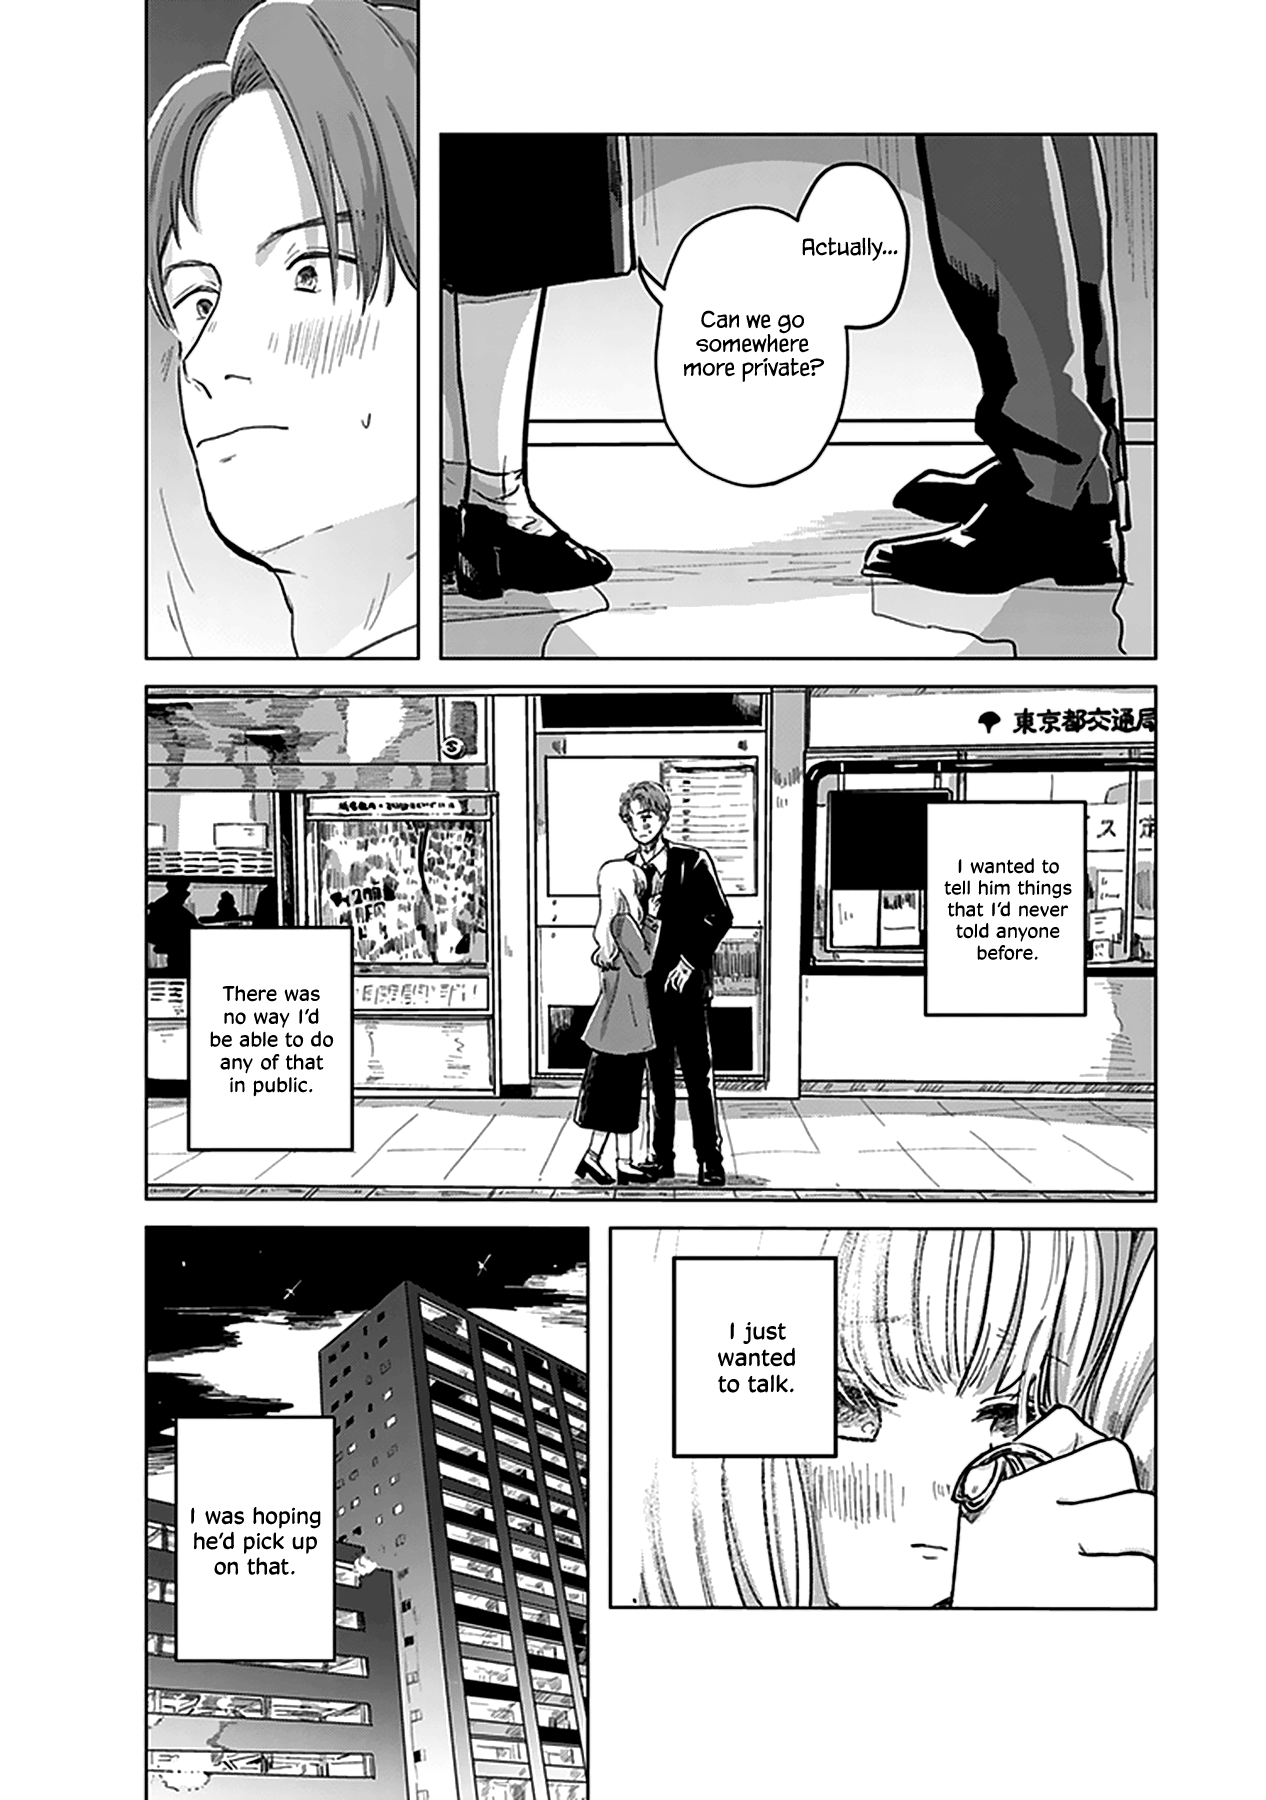 Actually...
Can we go
somewhere
more private?
東京都交通局
I wanted to
tell him things
that I'd never
told anyone
before.
There was
no way I'd
be able to do
any of that
in public.
I just
wanted
to talk.
I was hoping
he'd pick up
on that.